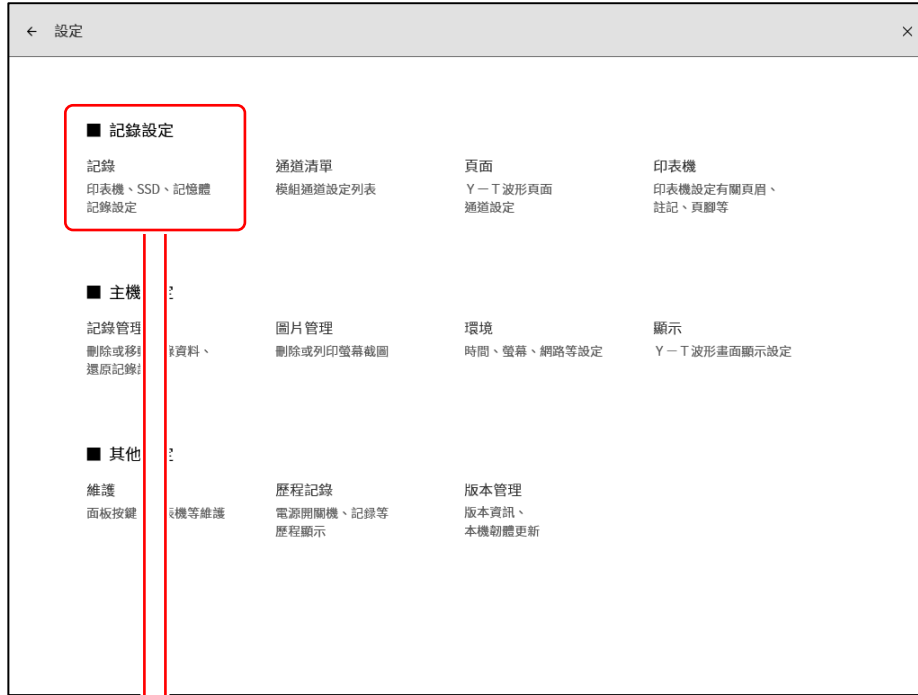 ← 設定 ×
■ 記錄設定
記錄 通道清單 頁面 印表機
印表機、SSD、記憶體 模組通道設定列表 Y－T波形頁面 印表機設定有關頁眉、
記錄設定 通道設定 註記、頁腳等
■ 主機
記錄管理 圖片管理 環境 顯示
刪除或移 資料、 刪除或列印螢幕截圖 時間、螢幕、網路等設定 Y－T波形畫面顯示設定
還原記錄
■ 其他
維護 歷程記錄 版本管理
面板按鍵 機等維護 電源開關機、記錄等 版本資訊、
歷程顯示 本機韌體更新